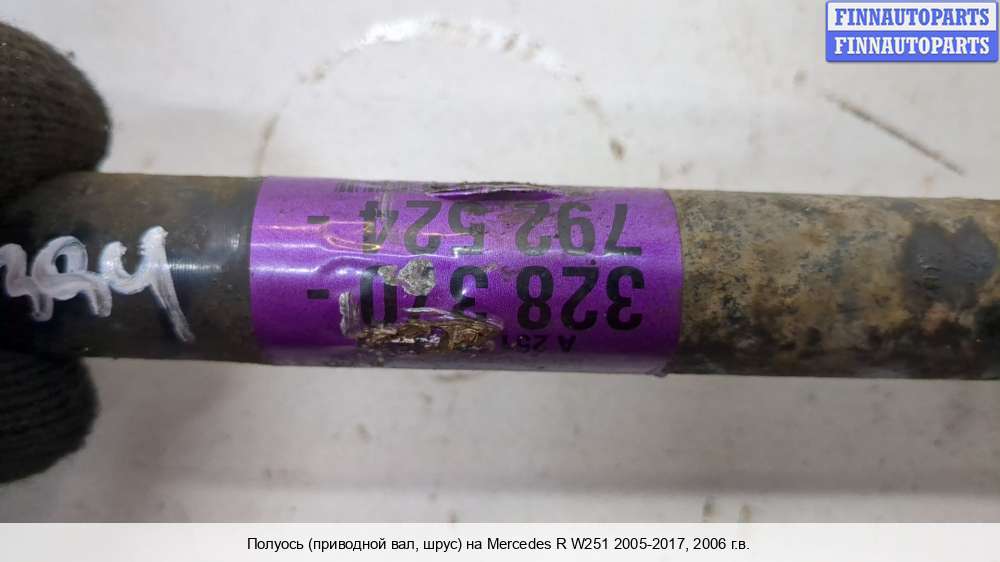 FINNAUTOPARTS
FINNAUTOPARTS
A 251
328 370 -
792 524 -
Полуось (приводной вал, шрус) на Mercedes R W251 2005-2017, 2006 г.в.